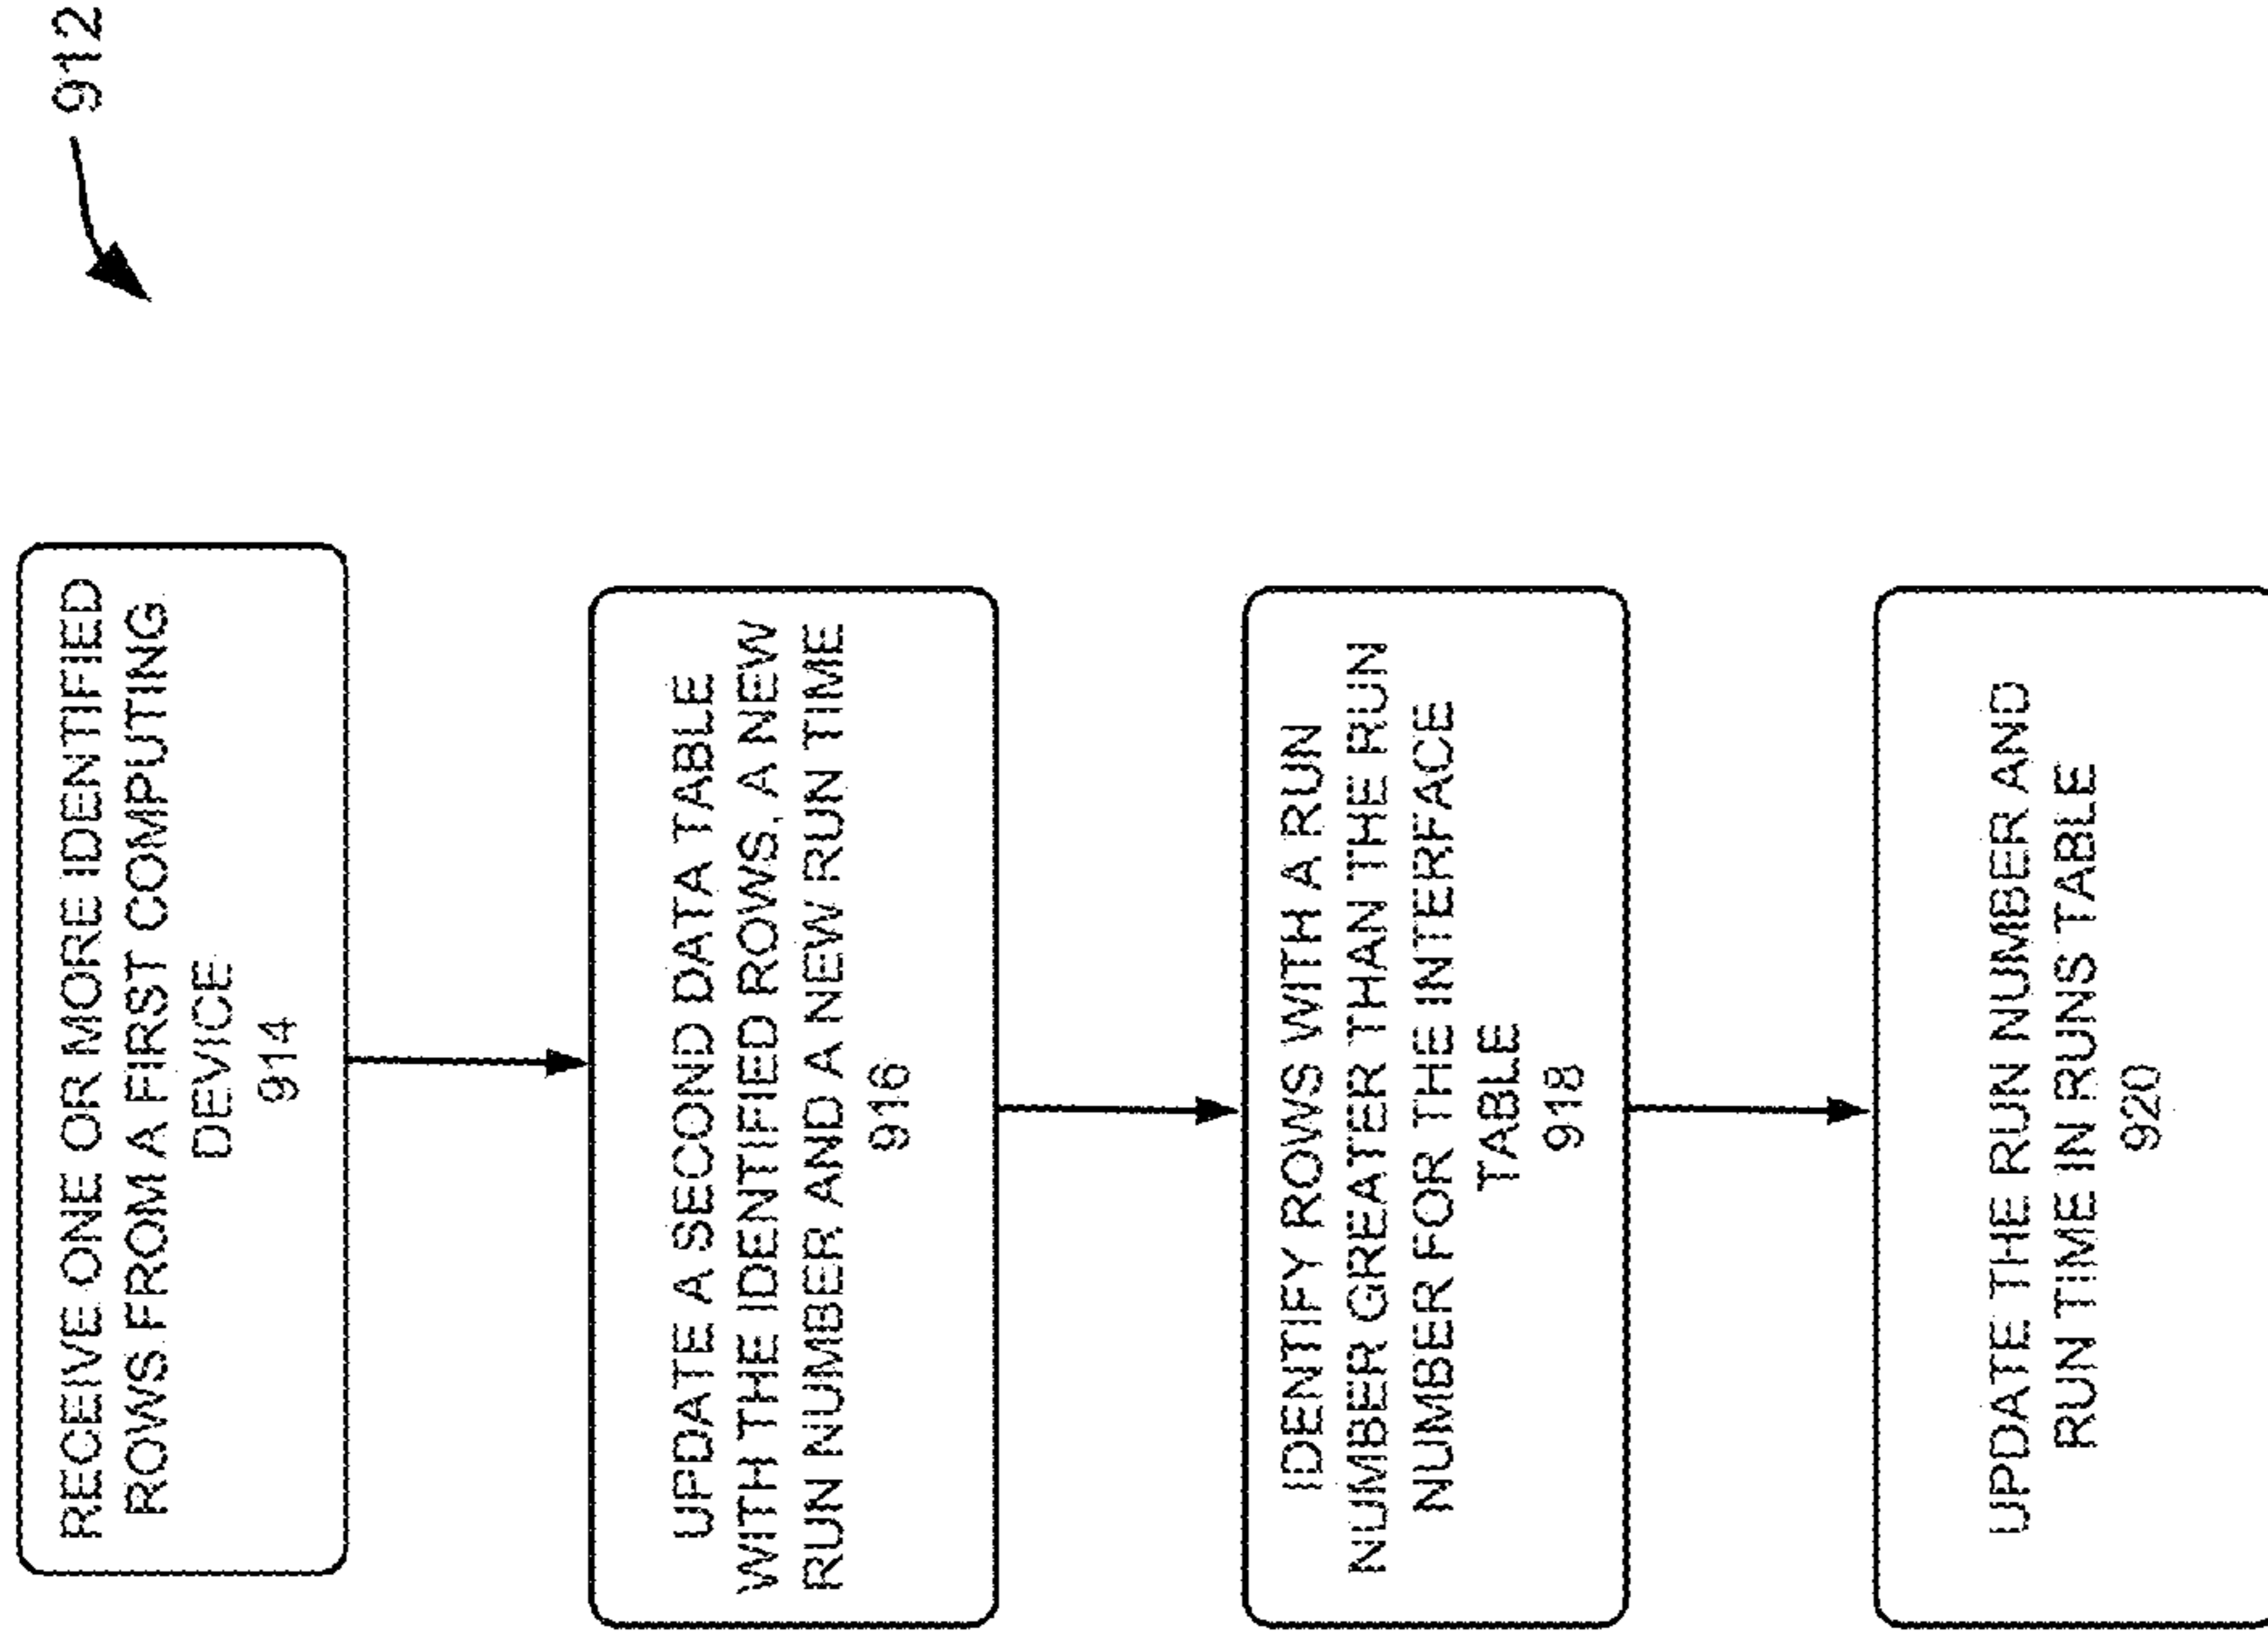 912
RECEIVE ONE OR MORE IDENTIFIED
ROWS FROM A FIRST COMPUTING
DEVICE
914
UPDATE A SECOND DATA TABLE
WITH THE IDENTIFIED ROWS, A NEW
RUN NUMBER AND A NEW RUN TIME
916
IDENTIFY ROWS WITH A RUN
NUMBER GREATER THAN THE RUN
NUMBER FOR THE INTERFACE
TABLE
918
UPDATE THE RUN NUMBER AND
RUN TIME IN RUNS TABLE
920